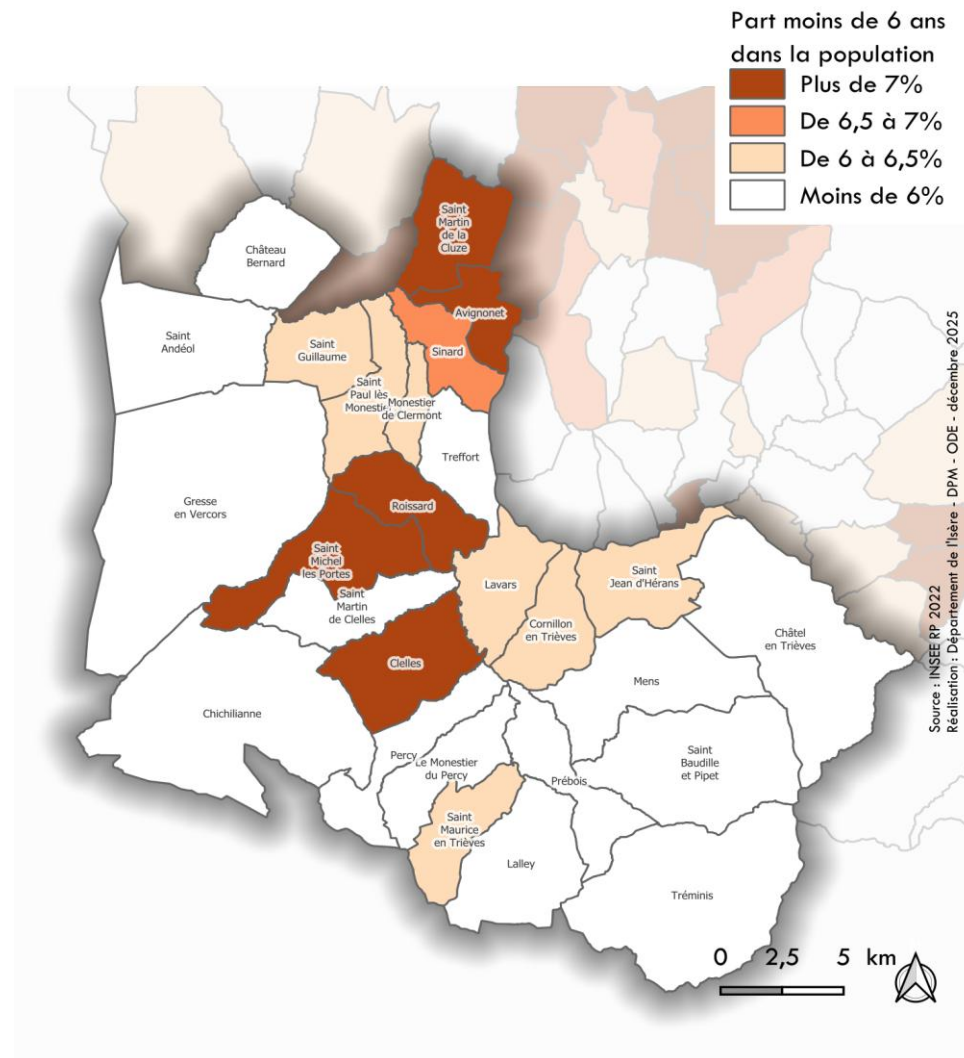 Part moins de 6 ans
dans la population
Plus de 7%
De 6,5 à 7%
De 6 à 6,5%
Moins de 6%
Saint
Martin
de la
Cluze
Château
Bernard
Avignonet
Saint
Andéol
Saint
Guillaume
Sinard
Saint
Paul lès
Monestie
Monestier
de Clermont
Treffort
Gresse
en Vercors
Roissard
Saint
Michel
les Portes
Saint
Martin
de Clelles
Lavars
Saint
Jean d'Hérans
Cornillon
en Trièves
Châtel
en Trièves
Clelles
Mens
Chichilianne
Percy
Le Monestier
du Percy
Saint
Baudille
et Pipet
Prébois
Saint
Maurice
en Trièves
Lalley
Tréminis
0 2,5 5 km
Source : INSEE RP 2022
Réalisation : Département de l'Isère - DPM - ODE - décembre 2025